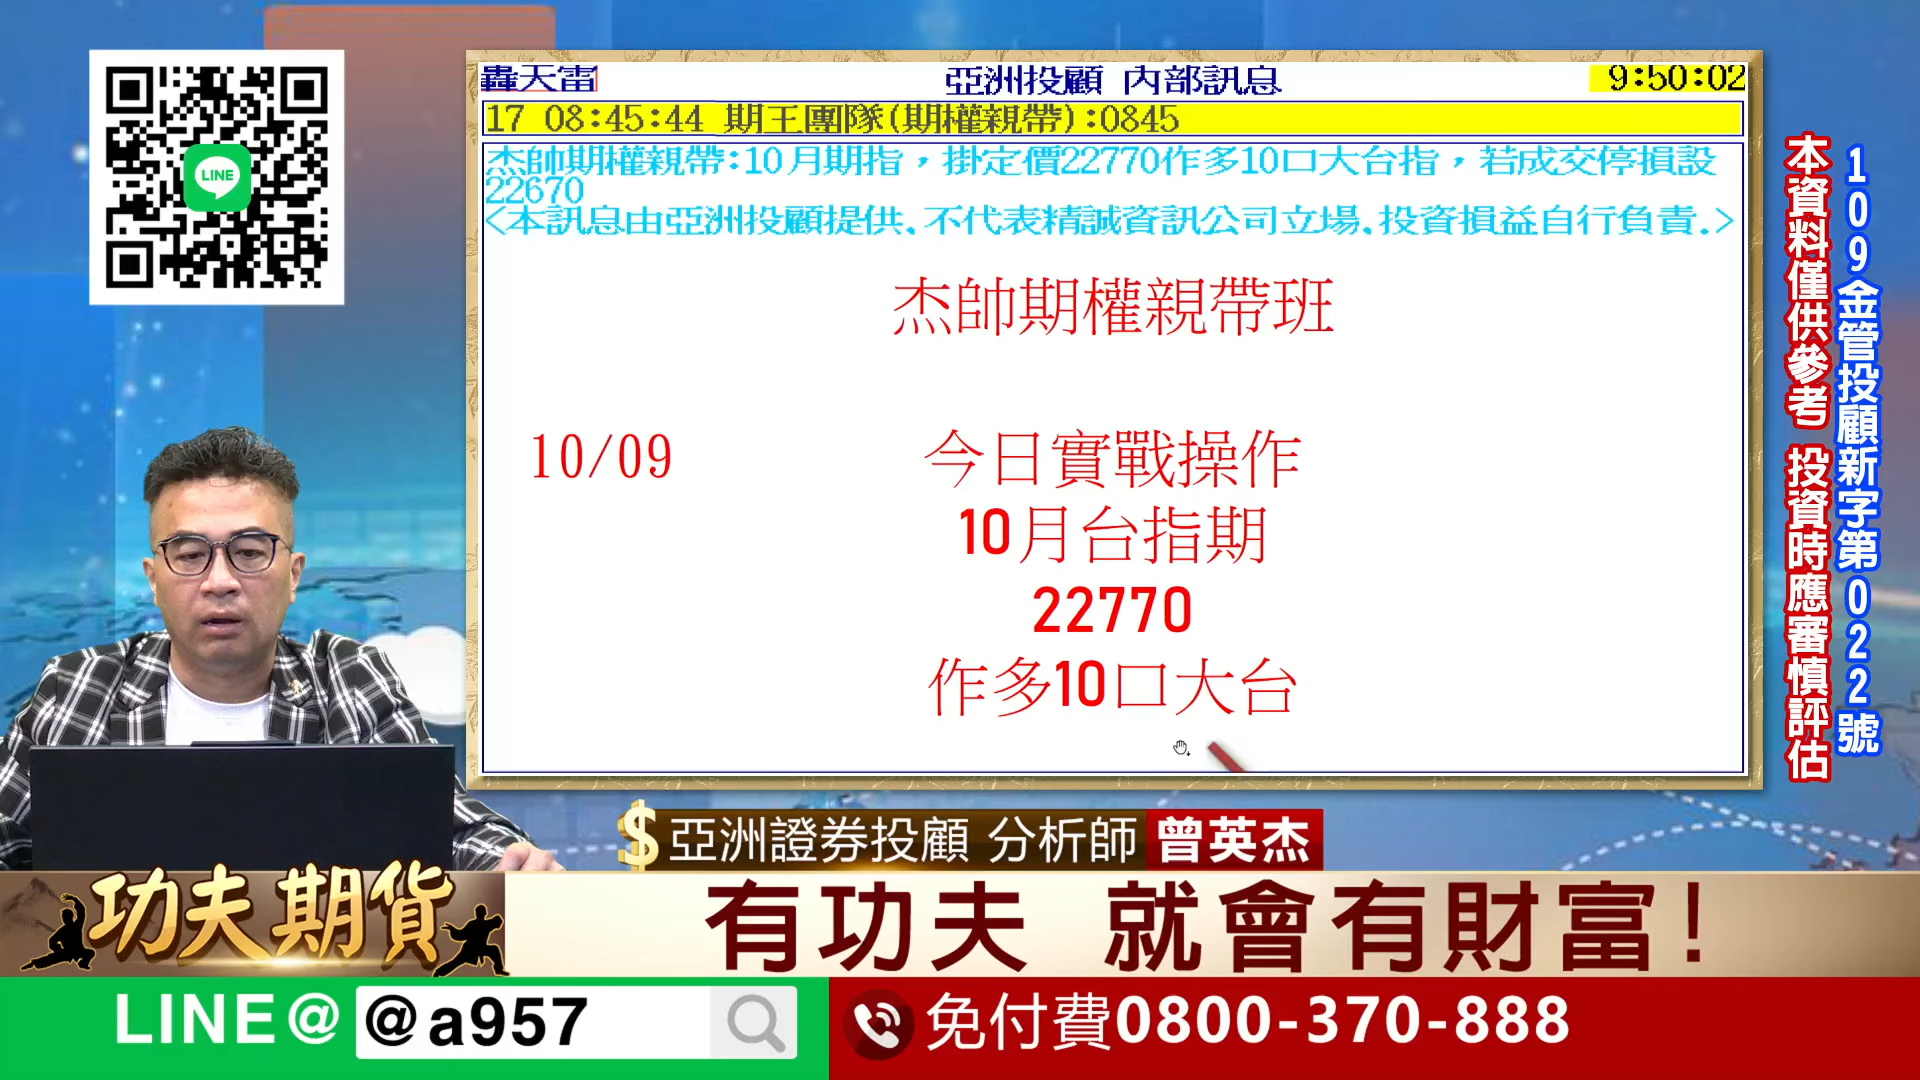 LINE
轟天雷
亞洲投顧 內部訊息
9:50:02
17 08:45:44 期王團隊(期權親帶):0845
杰帥期權親帶:10月期指，掛定價22770作多10口大台指，若成交停損設
22670
<本訊息由亞洲投顧提供.不代表精誠資訊公司立場.投資損益自行負責.>
杰帥期權親帶班
10/09
今日實戰操作
10月台指期
22770
作多10口大台
109金管投顧新字第022號
本資料僅供參考 投資時應審慎評估
$亞洲證券投顧 分析師 曾英杰
功夫期貨
有功夫 就會有財富!
LINE@ @a957
免付費0800-370-888